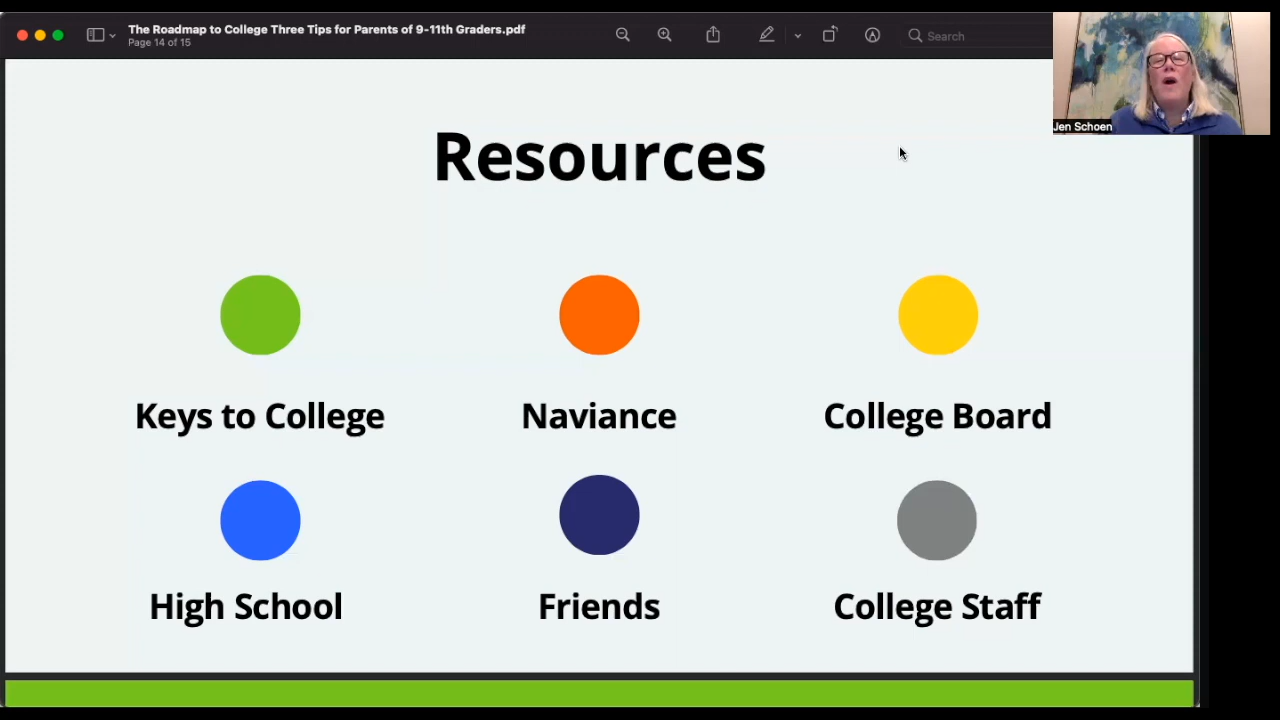 The Roadmap to College Three Tips for Parents of 9-11th Graders.pdf
Page 14 of 15
Search
Jen Schoen
Resources
Keys to College
Naviance
College Board
High School
Friends
College Staff